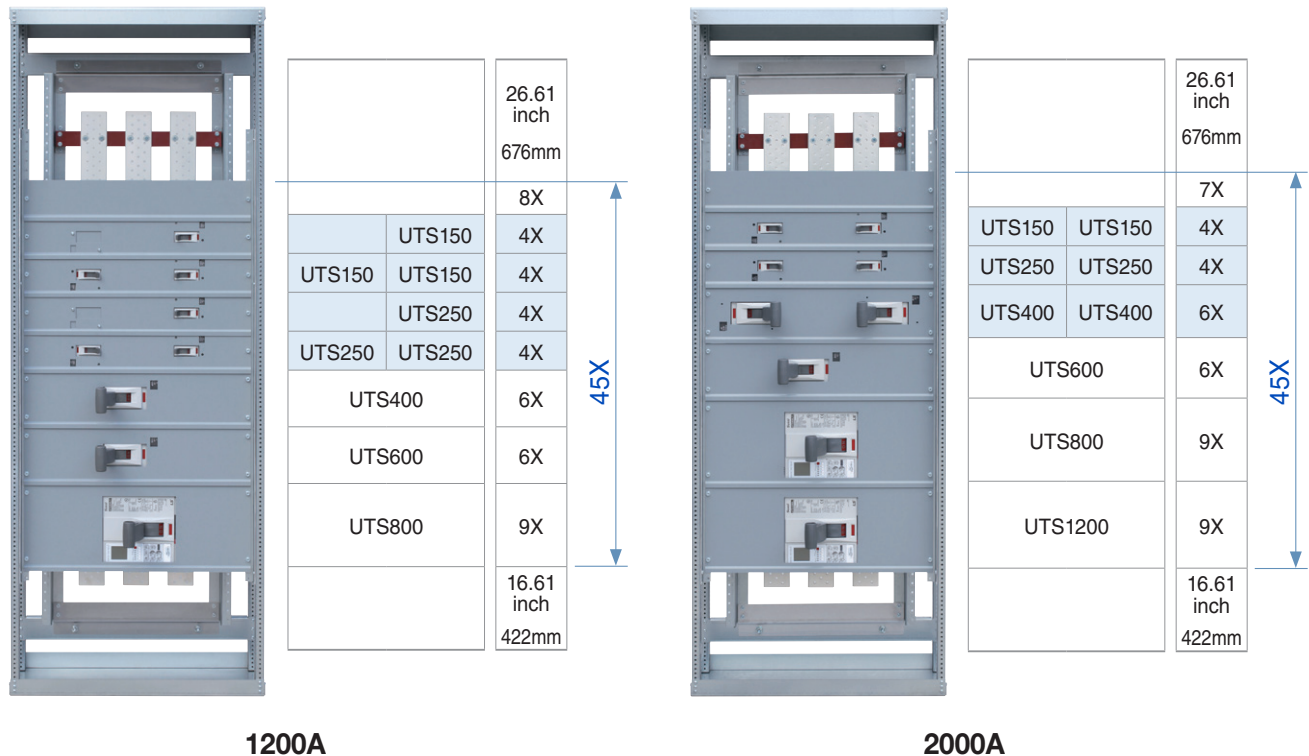 26.61
inch
676mm
8X
UTS150 4X
UTS150 UTS150 4X
UTS250 4X
UTS250 UTS250 4X
UTS400 6X
UTS600 6X
UTS800 9X
16.61
inch
422mm
45X
1200A
26.61
inch
676mm
7X
UTS150 UTS150 4X
UTS250 UTS250 4X
UTS400 UTS400 6X
UTS600 6X
UTS800 9X
UTS1200 9X
16.61
inch
422mm
45X
2000A